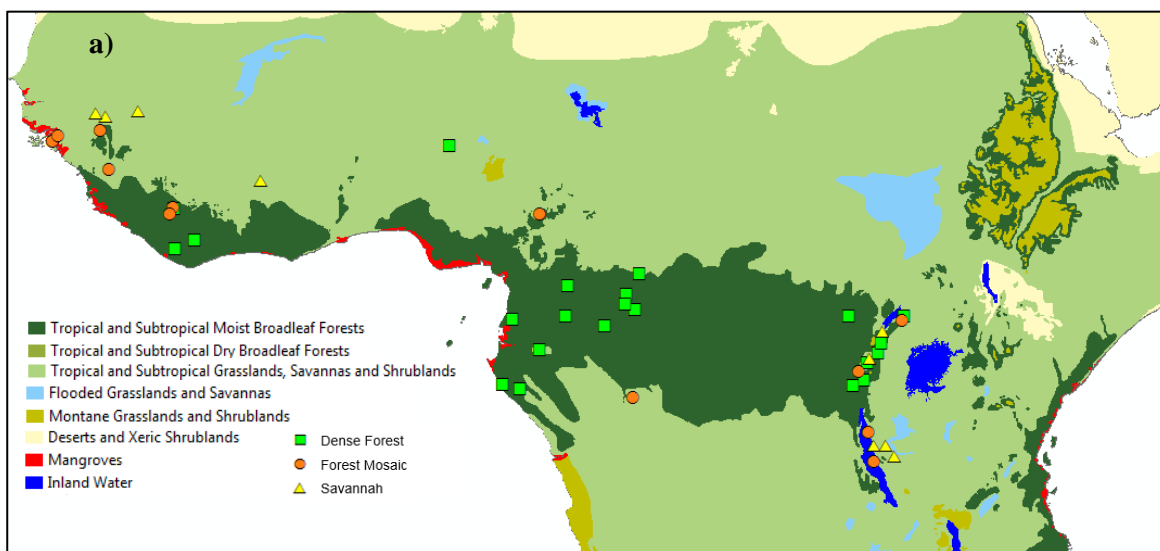 a)
Tropical and Subtropical Moist Broadleaf Forests
Tropical and Subtropical Dry Broadleaf Forests
Tropical and Subtropical Grasslands, Savannas and Shrublands
Flooded Grasslands and Savannas
Montane Grasslands and Shrublands
Deserts and Xeric Shrublands
Mangroves
Inland Water
Dense Forest
Forest Mosaic
Savannah